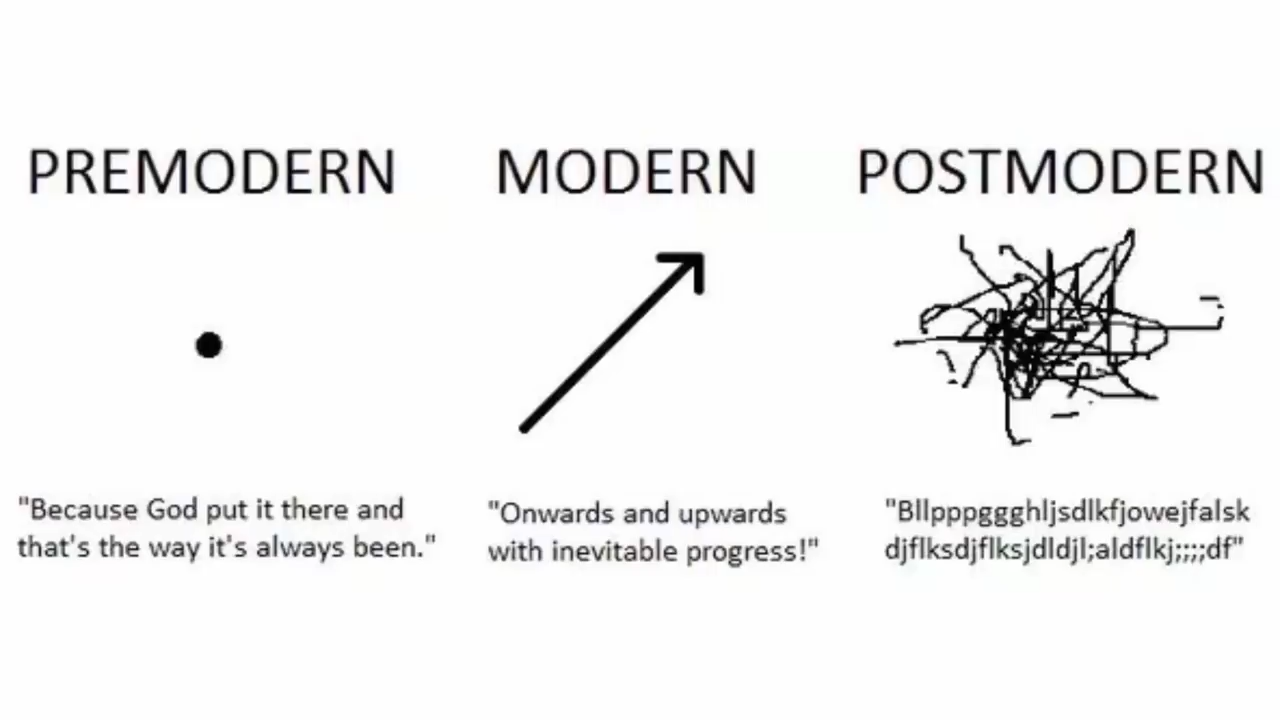 PREMODERN
MODERN
POSTMODERN
"Because God put it there and
that's the way it's always been."
"Onwards and upwards
with inevitable progress!"
"Bllpppggghljsdlkfjowejfalsk
djflksdjflksjdldjl;aldflkj;;;;df"